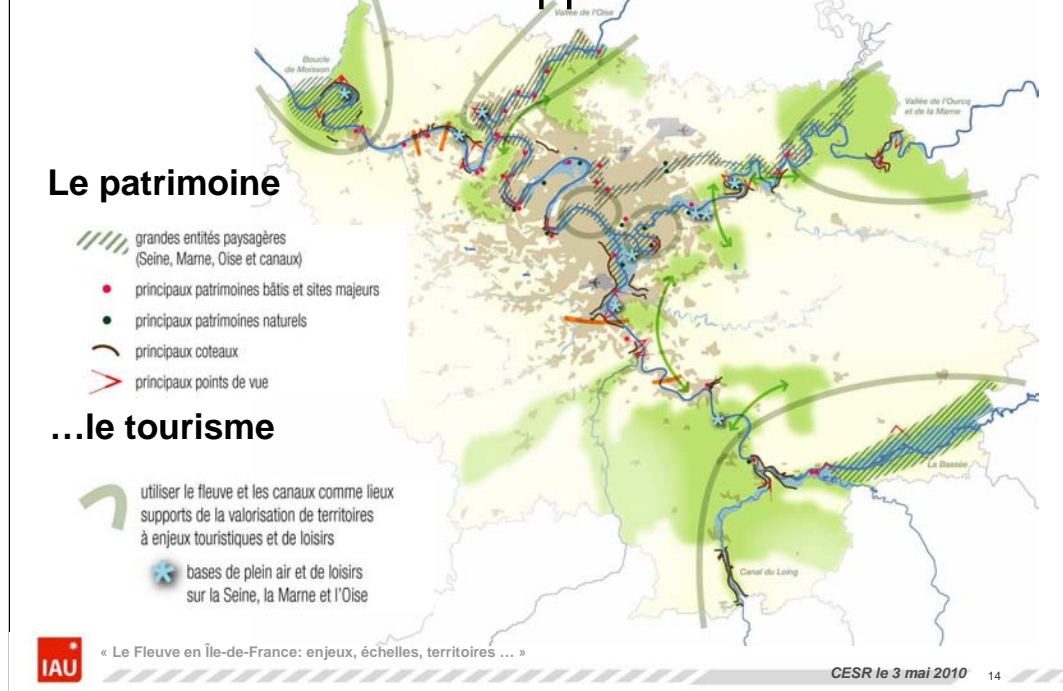 Vallée de l'Oise
Boucle
de Moisson
Vallée de l'Ourcq
et de la Marne
Le patrimoine
grandes entités paysagères
(Seine, Marne, Oise et canaux)
principaux patrimoines bâtis et sites majeurs
principaux patrimoines naturels
principaux coteaux
principaux points de vue
…le tourisme
La Bassée
utiliser le fleuve et les canaux comme lieux
supports de la valorisation de territoires
à enjeux touristiques et de loisirs
bases de plein air et de loisirs
sur la Seine, la Marne et l'Oise
Canal du Loing
IAU
« Le Fleuve en Île-de-France: enjeux, échelles, territoires … »
CESR le 3 mai 2010 14